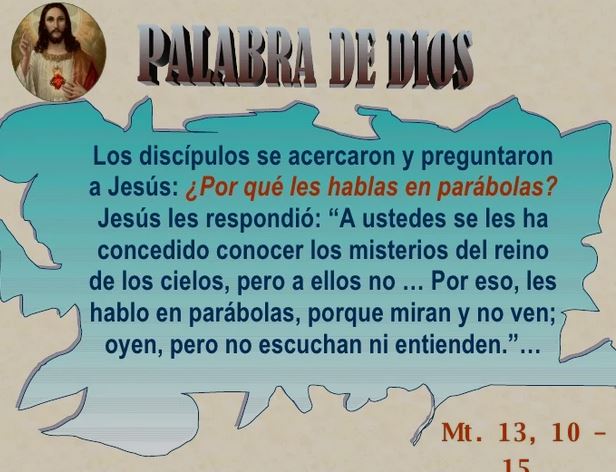 PALABRA DE DIOS
Los discípulos se acercaron y preguntaron
a Jesús: ¿Por qué les hablas en parábolas?
Jesús les respondió: “A ustedes se les ha
concedido conocer los misterios del reino
de los cielos, pero a ellos no … Por eso, les
hablo en parábolas, porque miran y no ven;
oyen, pero no escuchan ni entienden.”…
Mt. 13, 10 –
15